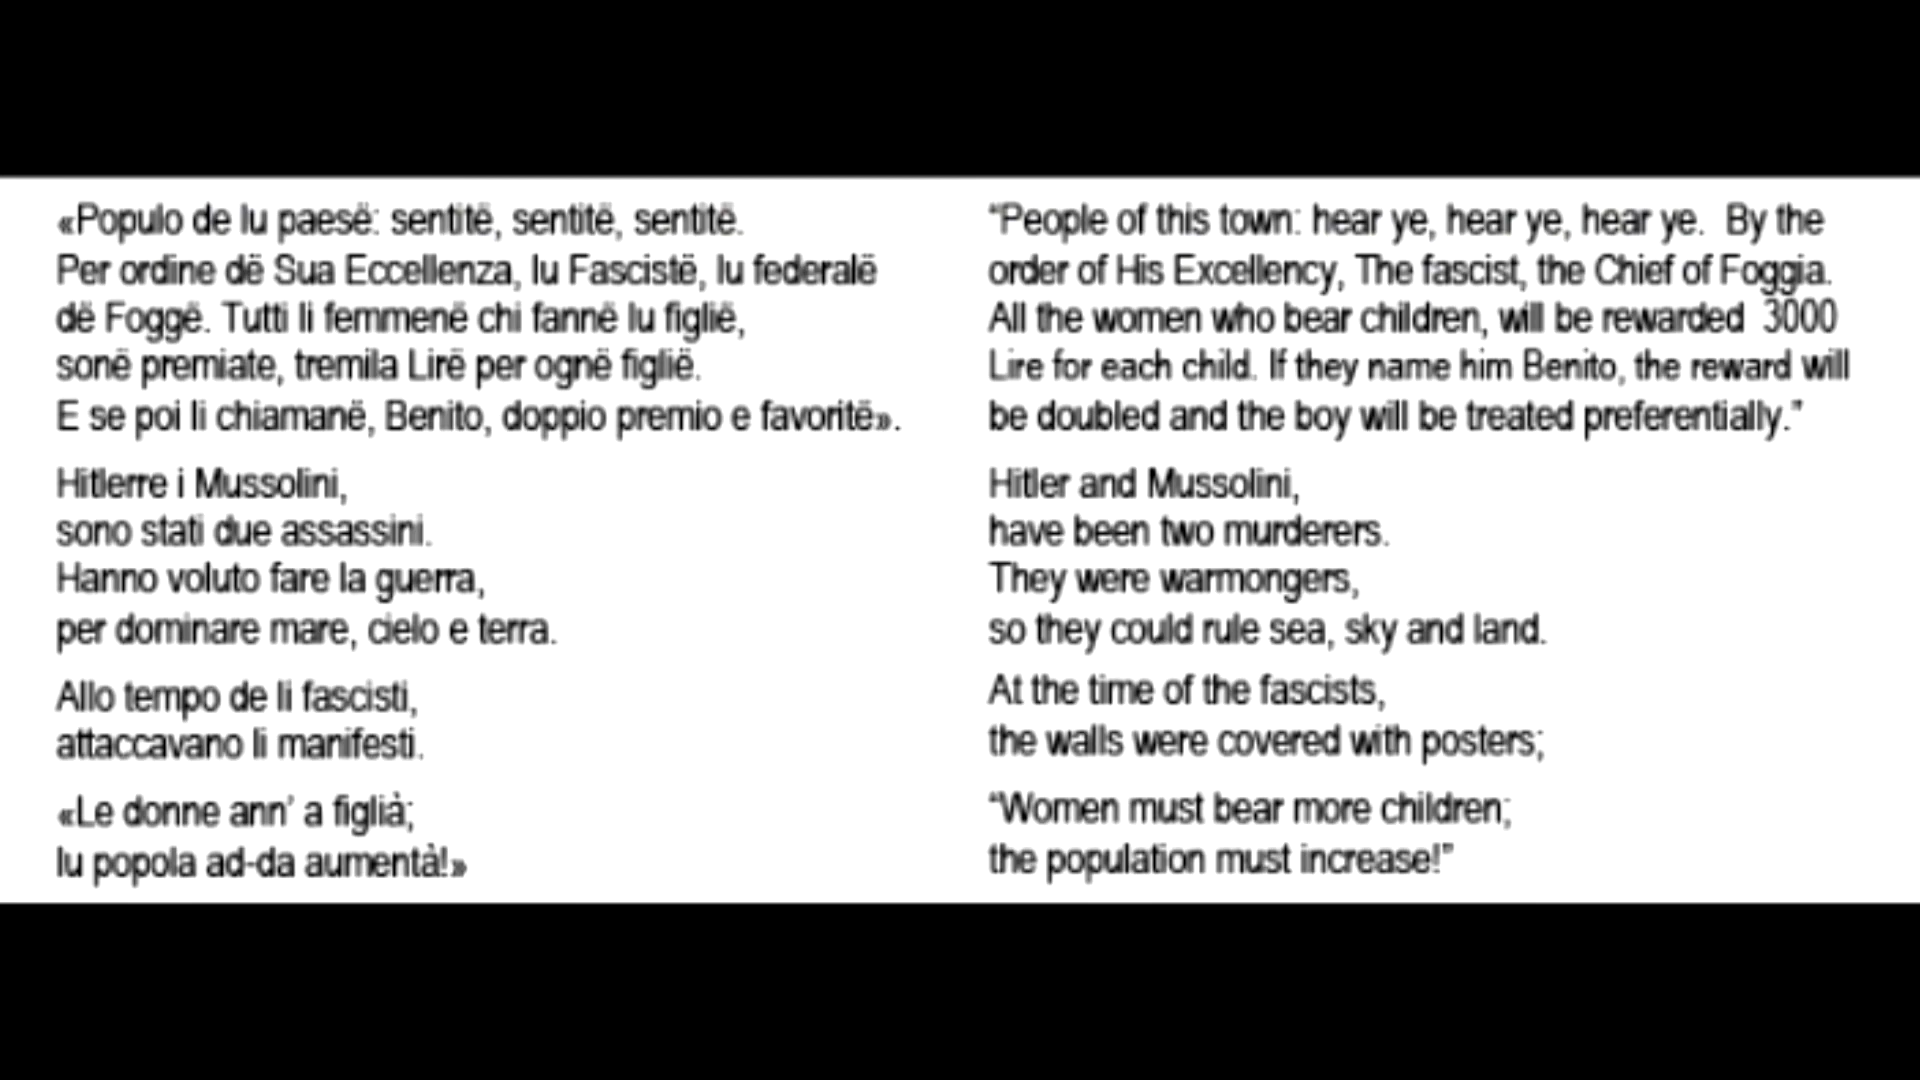 «Populo de lu paesë: sentitë, sentitë, sentitë.
Per ordine dë Sua Eccellenza, lu Fascistë, lu federalë
dë Foggë. Tutti li femmenë chi fannë lu figlië,
sonë premiate, tremila Lirë per ognë figlië.
E se poi li chiamanë, Benito, doppio premio e favoritë».
Hitlerre i Mussolini,
sono stati due assassini.
Hanno voluto fare la guerra,
per dominare mare, cielo e terra.
Allo tempo de li fascisti,
attaccavano li manifesti.
«Le donne ann' a figlià;
lu popola ad-da aumentà!»
“People of this town: hear ye, hear ye, hear ye.  By the
order of His Excellency, The fascist, the Chief of Foggia.
All the women who bear children, will be rewarded  3000
Lire for each child. If they name him Benito, the reward will
be doubled and the boy will be treated preferentially.”
Hitler and Mussolini,
have been two murderers.
They were warmongers,
so they could rule sea, sky and land.
At the time of the fascists,
the walls were covered with posters;
“Women must bear more children;
the population must increase!”